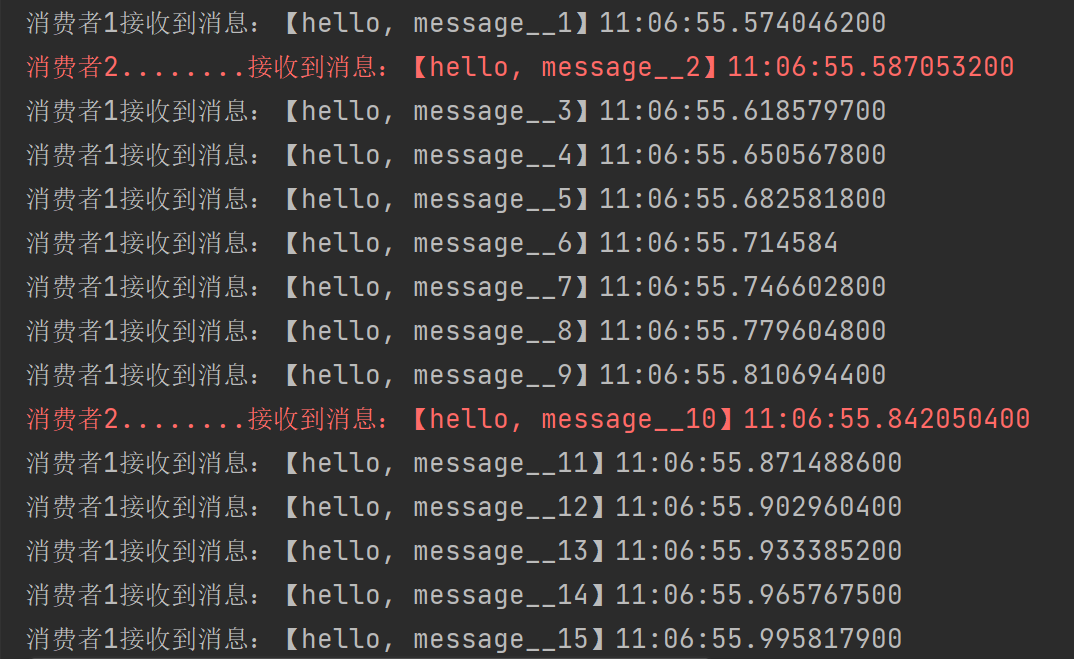 消费者1接收到消息：【hello, message__1】11:06:55.574046200
消费者2........接收到消息：【hello, message__2】11:06:55.587053200
消费者1接收到消息：【hello, message__3】11:06:55.618579700
消费者1接收到消息：【hello, message__4】11:06:55.650567800
消费者1接收到消息：【hello, message__5】11:06:55.682581800
消费者1接收到消息：【hello, message__6】11:06:55.714584
消费者1接收到消息：【hello, message__7】11:06:55.746602800
消费者1接收到消息：【hello, message__8】11:06:55.779604800
消费者1接收到消息：【hello, message__9】11:06:55.810694400
消费者2........接收到消息：【hello, message__10】11:06:55.842050400
消费者1接收到消息：【hello, message__11】11:06:55.871488600
消费者1接收到消息：【hello, message__12】11:06:55.902960400
消费者1接收到消息：【hello, message__13】11:06:55.933385200
消费者1接收到消息：【hello, message__14】11:06:55.965767500
消费者1接收到消息：【hello, message__15】11:06:55.995817900